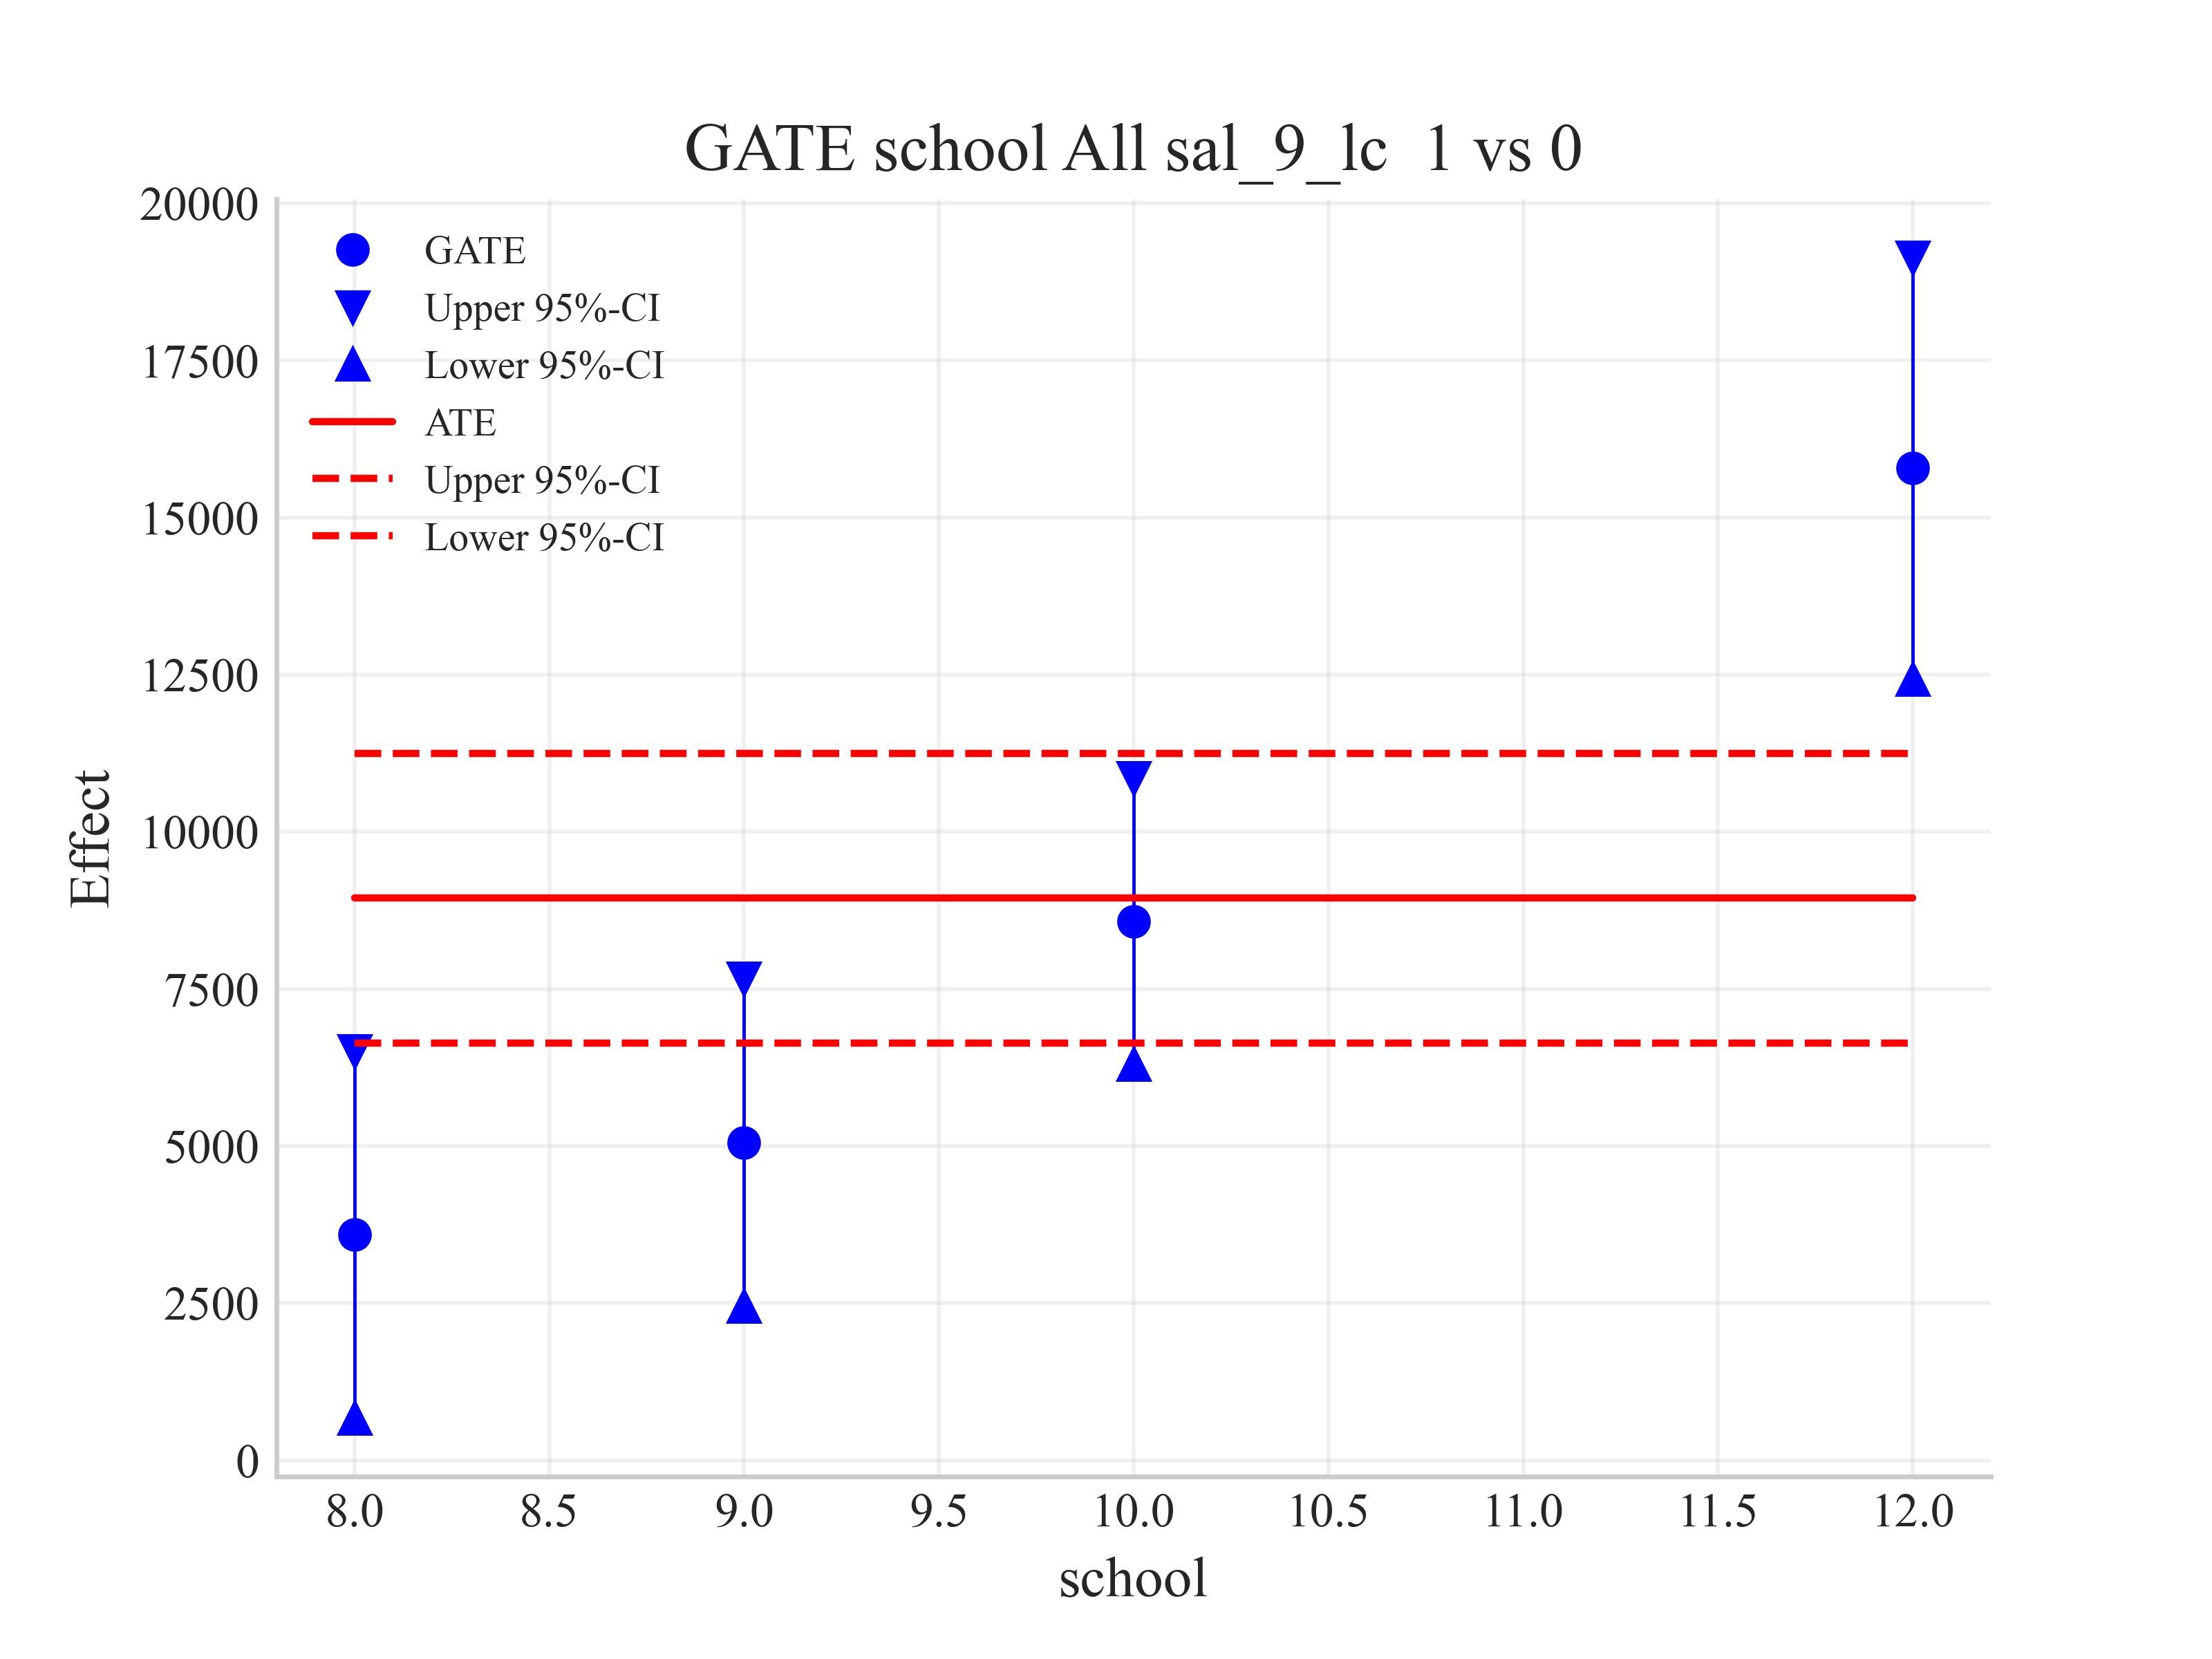 GATE school All sal_9_lc  1 vs 0
20000
17500
15000
12500
10000
7500
5000
2500
0
Effect
GATE
Upper 95%-CI
Lower 95%-CI
ATE
Upper 95%-CI
Lower 95%-CI
8.0 8.5 9.0 9.5 10.0 10.5 11.0 11.5 12.0
school